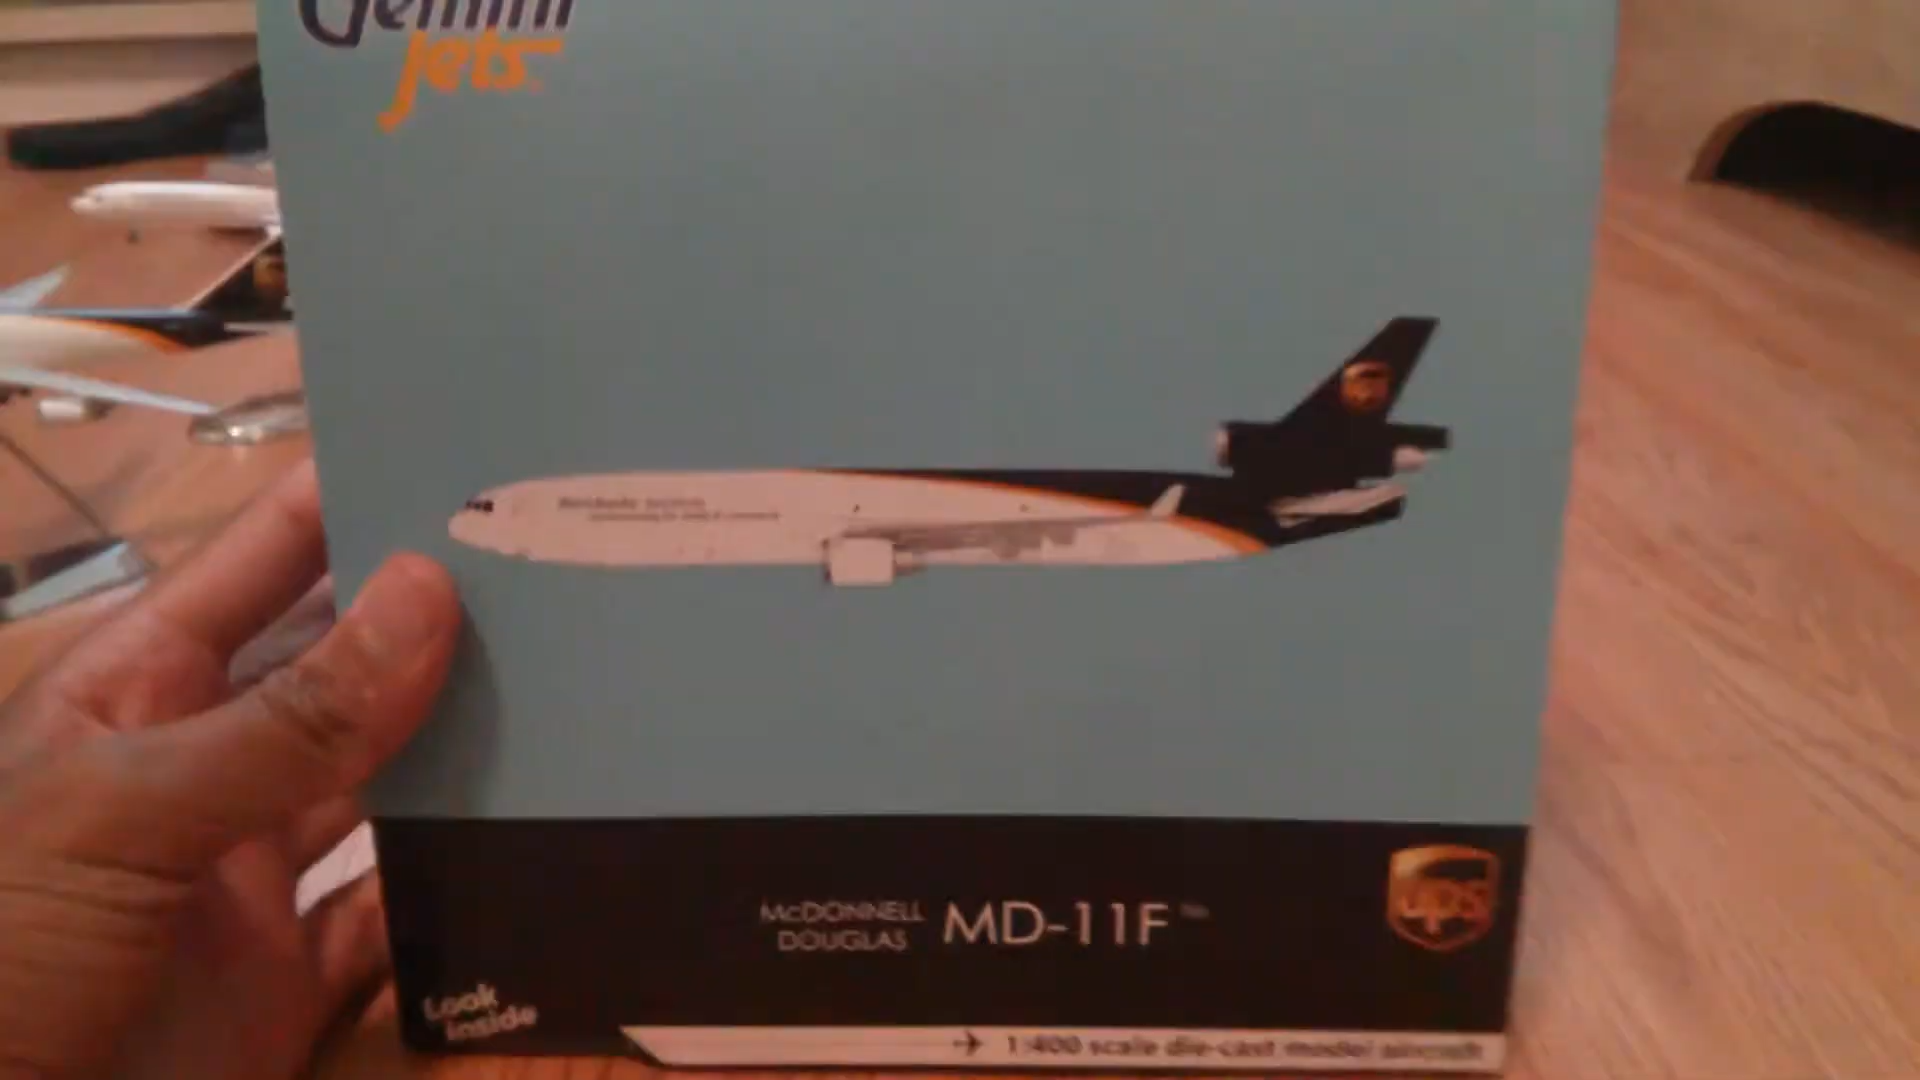 Gemini
Jets
McDONNELL
DOUGLAS
MD-11F
ups
Look
inside
1:400 scale die-cast model aircraft